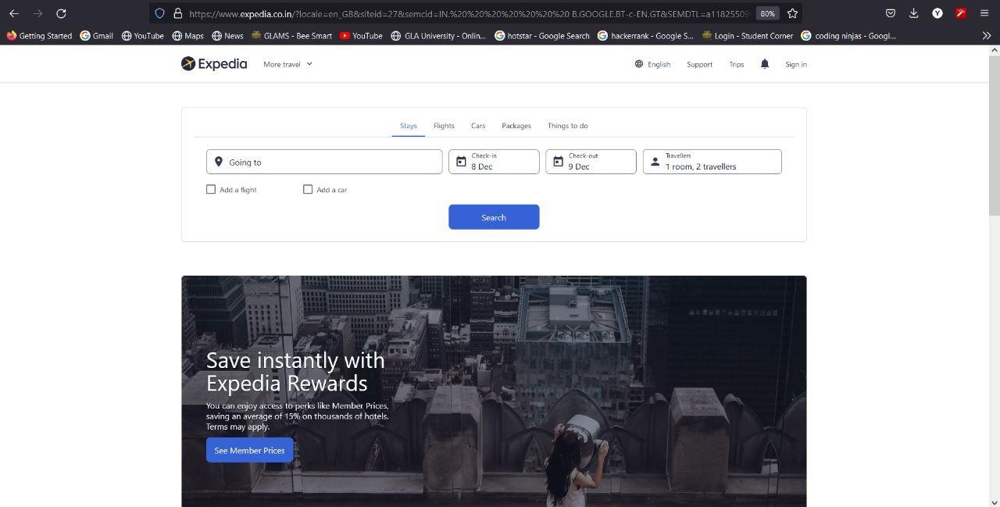 https://www.expedia.co.in/?locale=en_GB&siteid=27&semcid=IN.%20%20%20%20%20%20%20 B.GOOGLE.BT-c-EN.GT&SEMDTL=a11825509
80%
Y
Getting Started Gmail YouTube Maps News GLAMS - Bee Smart YouTube GLA University - Onlin... hotstar - Google Search hackerrank - Google S... Login - Student Corner coding ninjas - Googl...
Expedia More travel English Support Trips Sign in
Stays Flights Cars Packages Things to do
Going to
Check-in
8 Dec
Check-out
9 Dec
Travellers
1 room, 2 travellers
Add a flight Add a car
Search
Save instantly with
Expedia Rewards
You can enjoy access to perks like Member Prices,
saving an average of 15% on thousands of hotels.
Terms may apply.
See Member Prices